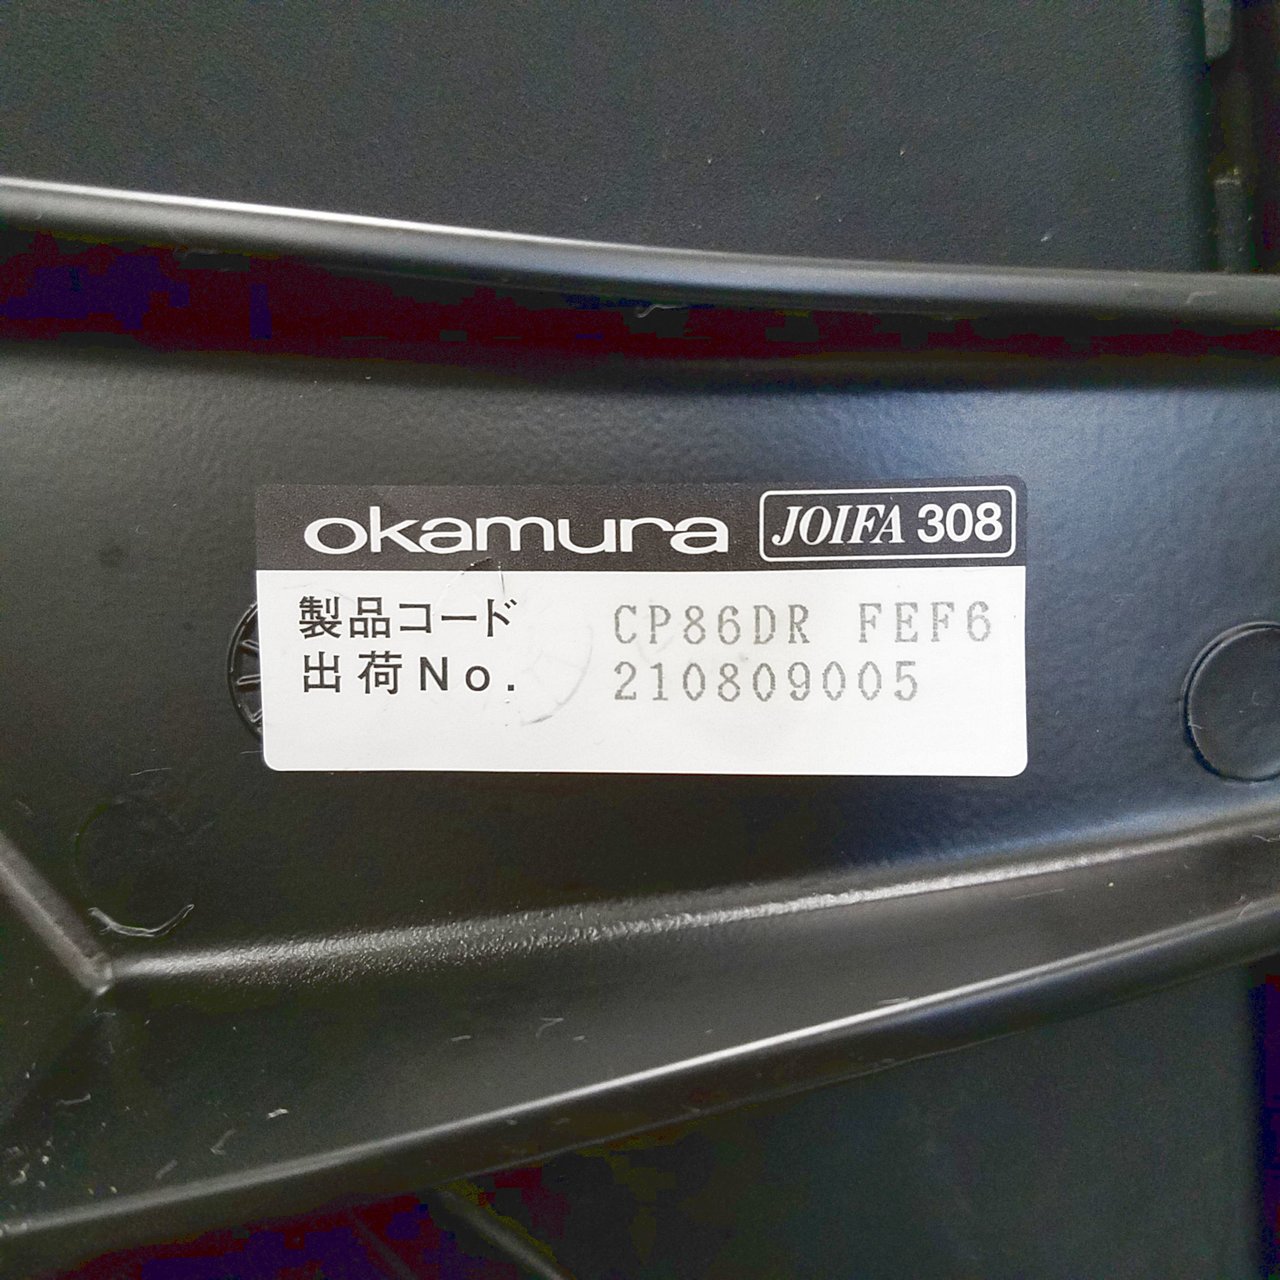 okamura JOIFA 308
製品コード CP86DR FEF6
出荷No. 210809005